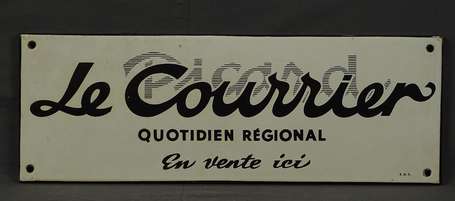 Picard
Le Courrier
QUOTIDIEN RÉGIONAL
En vente ici